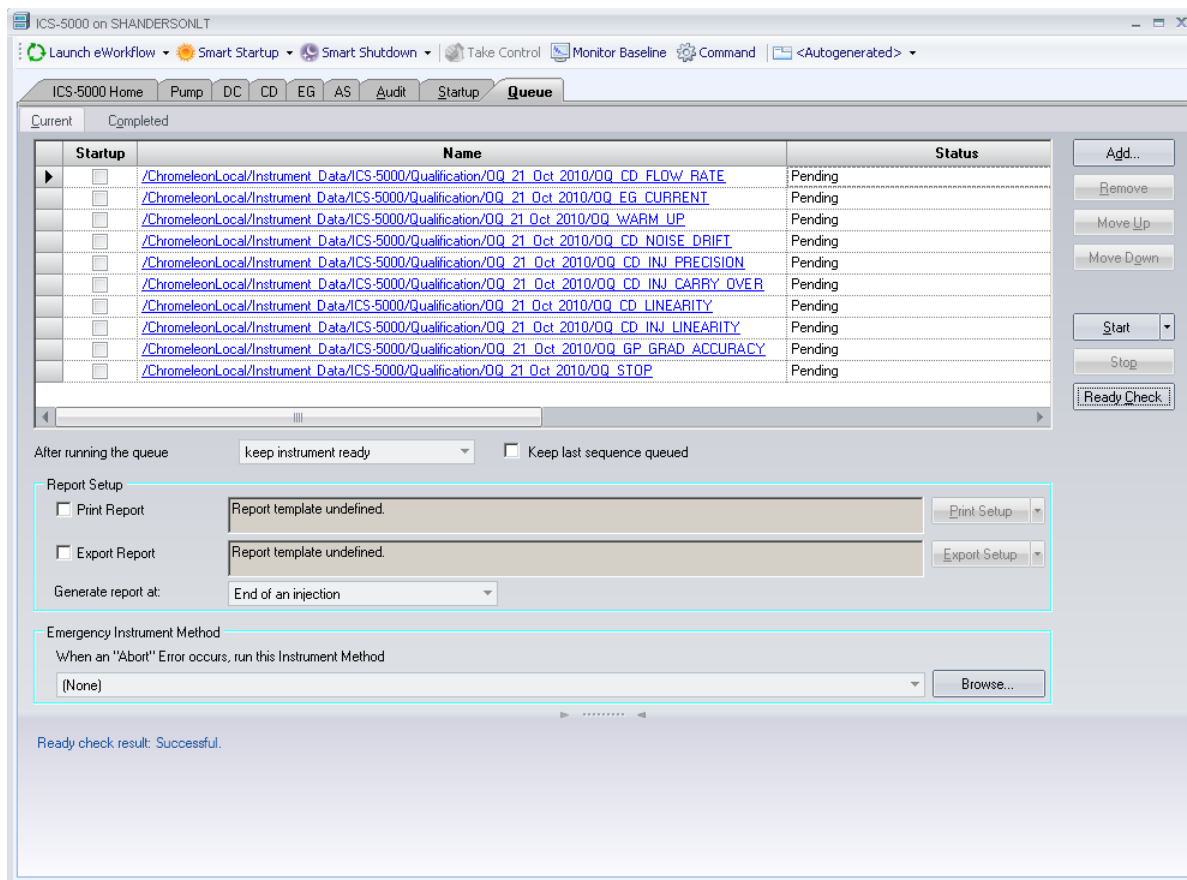 ICS-5000 on SHANDERSONLT
Launch eWorkflow Smart Startup Smart Shutdown Take Control Monitor Baseline Command <Autogenerated>
ICS-5000 Home Pump DC CD EG AS Audit Startup Queue
Current Completed
Startup Name Status
/ChromeleonLocal/Instrument_Data/ICS-5000/Qualification/OQ_21_Oct_2010/OQ_CD_FLOW_RATE Pending
/ChromeleonLocal/Instrument_Data/ICS-5000/Qualification/OQ_21_Oct_2010/OQ_EG_CURRENT Pending
/ChromeleonLocal/Instrument_Data/ICS-5000/Qualification/OQ_21_Oct_2010/OQ_WARM_UP Pending
/ChromeleonLocal/Instrument_Data/ICS-5000/Qualification/OQ_21_Oct_2010/OQ_CD_NOISE_DRIFT Pending
/ChromeleonLocal/Instrument_Data/ICS-5000/Qualification/OQ_21_Oct_2010/OQ_CD_INJ_PRECISION Pending
/ChromeleonLocal/Instrument_Data/ICS-5000/Qualification/OQ_21_Oct_2010/OQ_CD_INJ_CARRY_OVER Pending
/ChromeleonLocal/Instrument_Data/ICS-5000/Qualification/OQ_21_Oct_2010/OQ_CD_LINEARITY Pending
/ChromeleonLocal/Instrument_Data/ICS-5000/Qualification/OQ_21_Oct_2010/OQ_CD_INJ_LINEARITY Pending
/ChromeleonLocal/Instrument_Data/ICS-5000/Qualification/OQ_21_Oct_2010/OQ_GP_GRAD_ACCURACY Pending
/ChromeleonLocal/Instrument_Data/ICS-5000/Qualification/OQ_21_Oct_2010/OQ_STOP Pending
Add...
Remove
Move Up
Move Down
Start
Stop
Ready Check
After running the queue keep instrument ready Keep last sequence queued
Report Setup
Print Report Report template undefined. Print Setup
Export Report Report template undefined. Export Setup
Generate report at: End of an injection
Emergency Instrument Method
When an "Abort" Error occurs, run this Instrument Method
(None) Browse...
Ready check result: Successful.